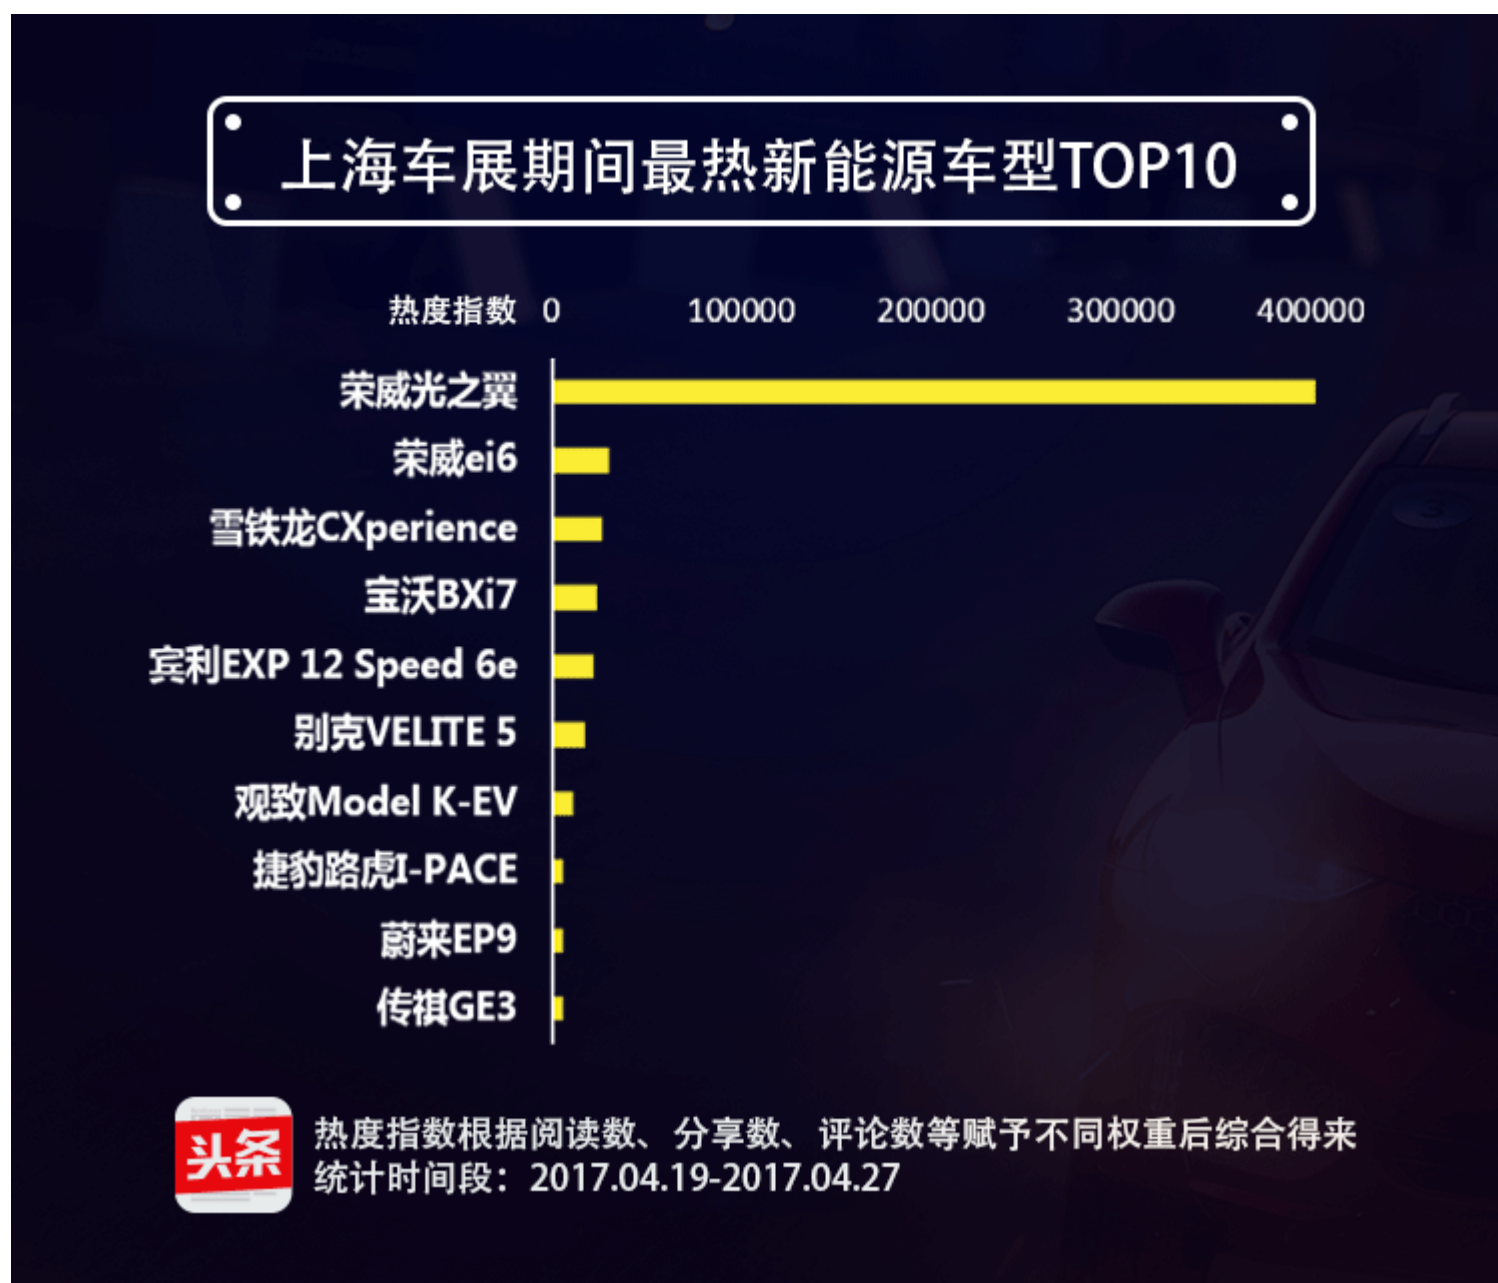 上海车展期间最热新能源车型TOP10
热度指数 0 100000 200000 300000 400000
荣威光之翼
荣威ei6
雪铁龙CXperience
宝沃BXi7
宾利EXP 12 Speed 6e
别克VELITE 5
观致Model K-EV
捷豹路虎I-PACE
蔚来EP9
传祺GE3
头条
热度指数根据阅读数、分享数、评论数等赋予不同权重后综合得来
统计时间段：2017.04.19-2017.04.27